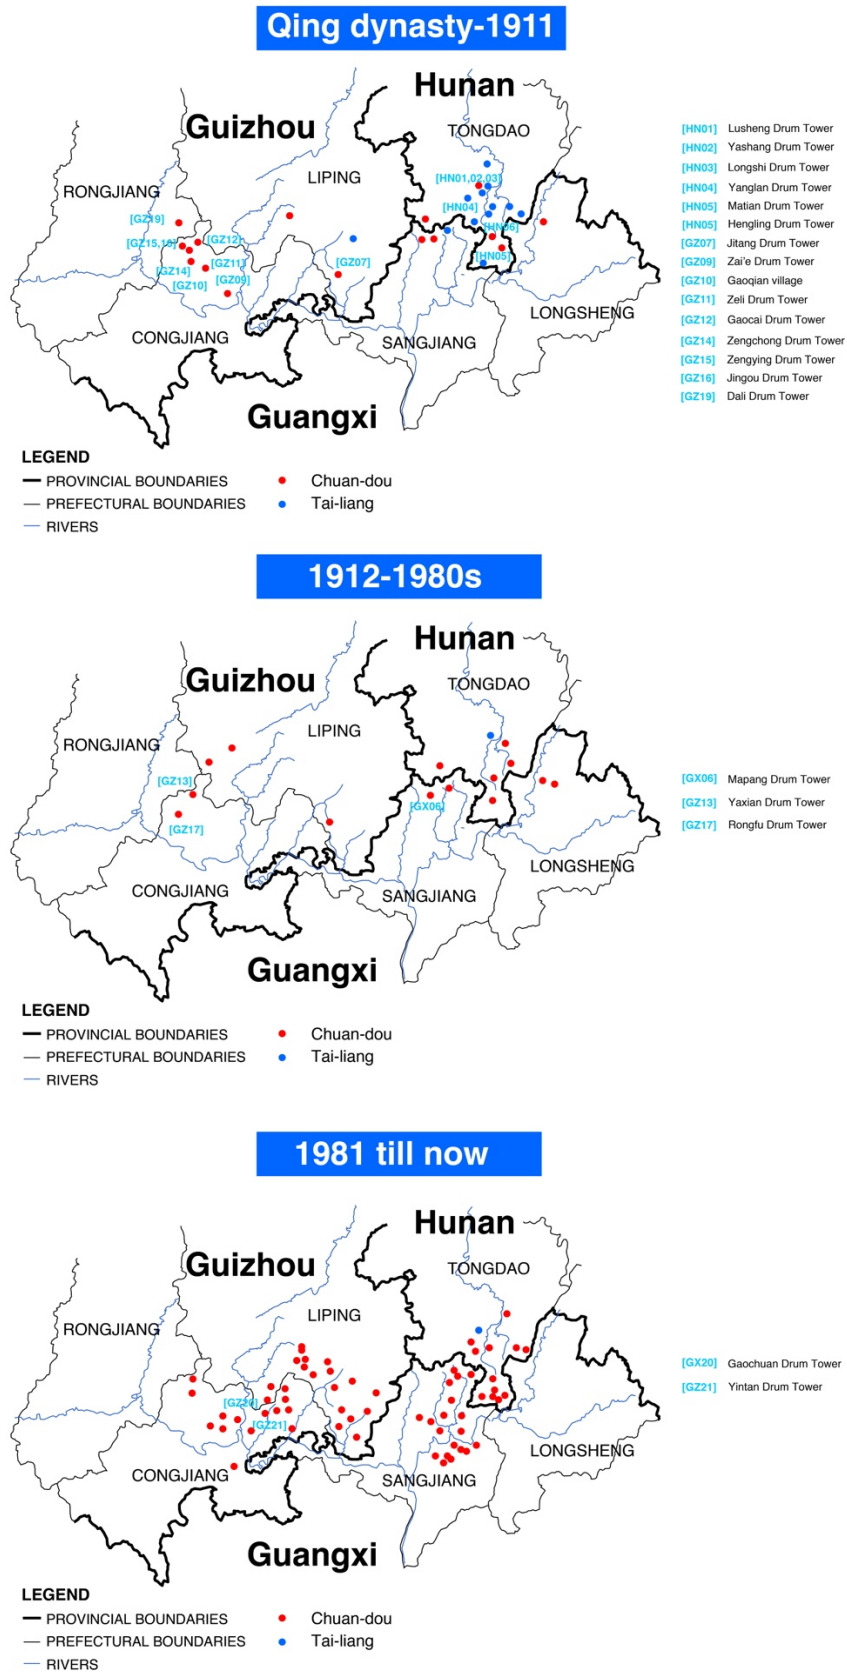 Qing dynasty-1911
Hunan
Guizhou
TONGDAO
LIPING
RONGJIANG
[HN01,02,03]
[HN04]
[GZ19]
[GZ12]
[GZ15,16]
[HN06]
[HN05]
[GZ07]
[GZ11]
[GZ14]
[GZ09]
[GZ10]
LONGSHENG
CONGJIANG
SANGJIANG
Guangxi
[HN01] Lusheng Drum Tower
[HN02] Yashang Drum Tower
[HN03] Longshi Drum Tower
[HN04] Yanglan Drum Tower
[HN05] Matian Drum Tower
[HN05] Hengling Drum Tower
[GZ07] Jitang Drum Tower
[GZ09] Zai'e Drum Tower
[GZ10] Gaoqian village
[GZ11] Zeli Drum Tower
[GZ12] Gaocai Drum Tower
[GZ14] Zengchong Drum Tower
[GZ15] Zengying Drum Tower
[GZ16] Jingou Drum Tower
[GZ19] Dali Drum Tower
LEGEND
PROVINCIAL BOUNDARIES
PREFECTURAL BOUNDARIES
RIVERS
Chuan-dou
Tai-liang
1912-1980s
Hunan
Guizhou
TONGDAO
LIPING
RONGJIANG
[GZ13]
[GX06]
[GZ17]
LONGSHENG
CONGJIANG
SANGJIANG
Guangxi
[GX06] Mapang Drum Tower
[GZ13] Yaxian Drum Tower
[GZ17] Rongfu Drum Tower
LEGEND
PROVINCIAL BOUNDARIES
PREFECTURAL BOUNDARIES
RIVERS
Chuan-dou
Tai-liang
1981 till now
Hunan
Guizhou
TONGDAO
LIPING
RONGJIANG
[GZ20]
[GZ21]
LONGSHENG
CONGJIANG
SANGJIANG
Guangxi
[GX20] Gaochuan Drum Tower
[GZ21] Yintan Drum Tower
LEGEND
PROVINCIAL BOUNDARIES
PREFECTURAL BOUNDARIES
RIVERS
Chuan-dou
Tai-liang